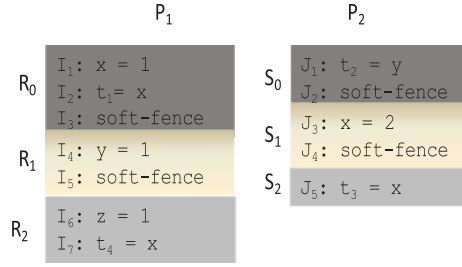 P₁
P₂
R₀
I₁: x = 1
I₂: t₁= x
I₃: soft-fence
R₁
I₄: y = 1
I₅: soft-fence
R₂
I₆: z = 1
I₇: t₄ = x
S₀
J₁: t₂ = y
J₂: soft-fence
S₁
J₃: x = 2
J₄: soft-fence
S₂
J₅: t₃ = x